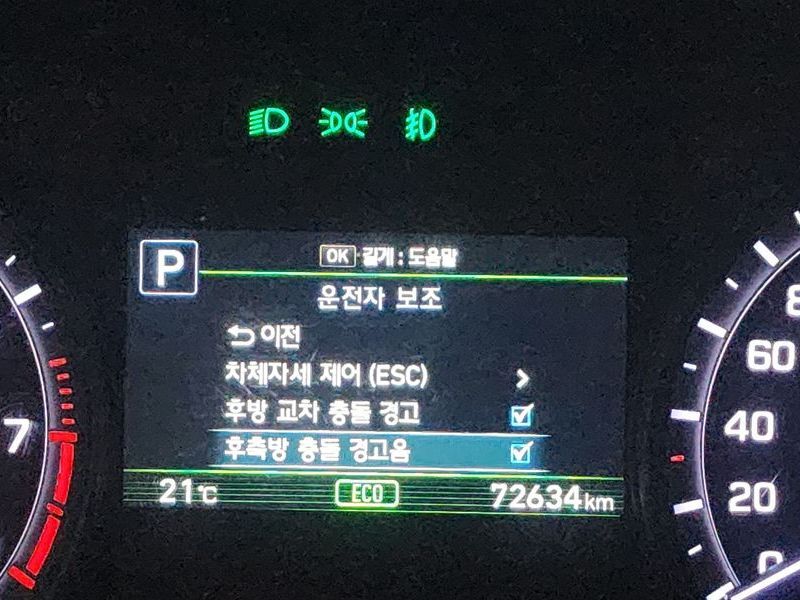 P
OK 길게 : 도움말
운전자 보조
이전
차체자세 제어 (ESC)
후방 교차 충돌 경고
후측방 충돌 경고음
21℃ ECO 72634km
7
60
40
20
0